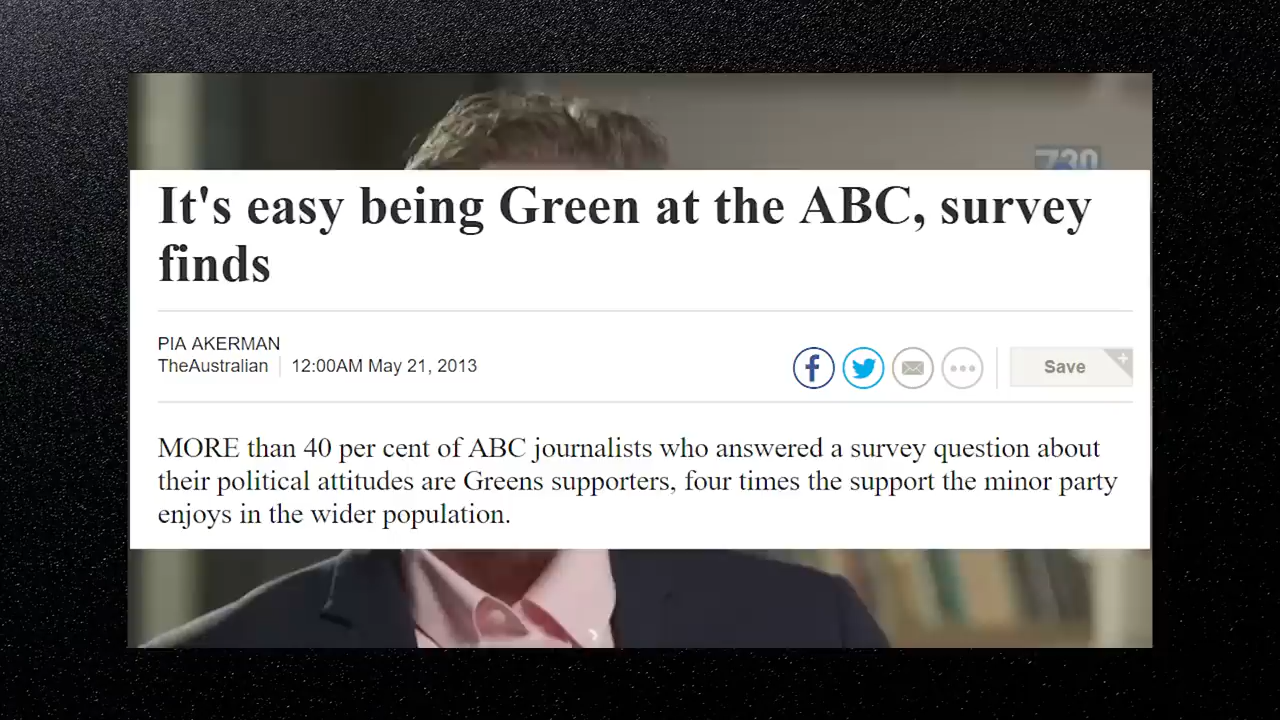 730
It's easy being Green at the ABC, survey
finds
PIA AKERMAN
TheAustralian 12:00AM May 21, 2013
Save
MORE than 40 per cent of ABC journalists who answered a survey question about
their political attitudes are Greens supporters, four times the support the minor party
enjoys in the wider population.